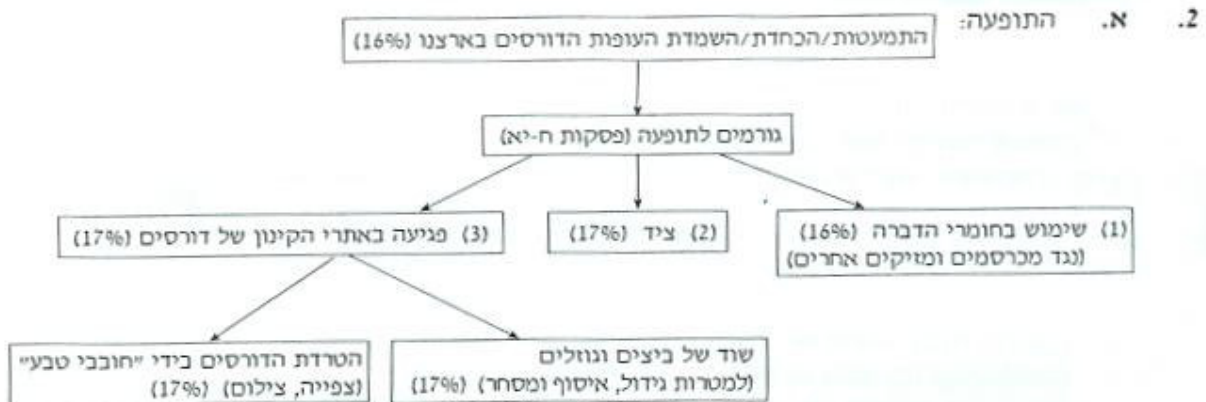 2. א. התופעה:
התמעטות/הכחדת/השמדת העופות הדורסים בארצנו (16%)
גורמים לתופעה (פסקות ח-יא)
(1) שימוש בחומרי הדברה (16%)
(נגד מכרסמים ומזיקים אחרים)
(2) ציד (17%)
(3) פגיעה באתרי הקינון של דורסים (17%)
שוד של ביצים וגוזלים
(למטרות גידול, איסוף ומסחר) (17%)
הטרדת הדורסים בידי "חובבי טבע"
(צפייה, צילום) (17%)